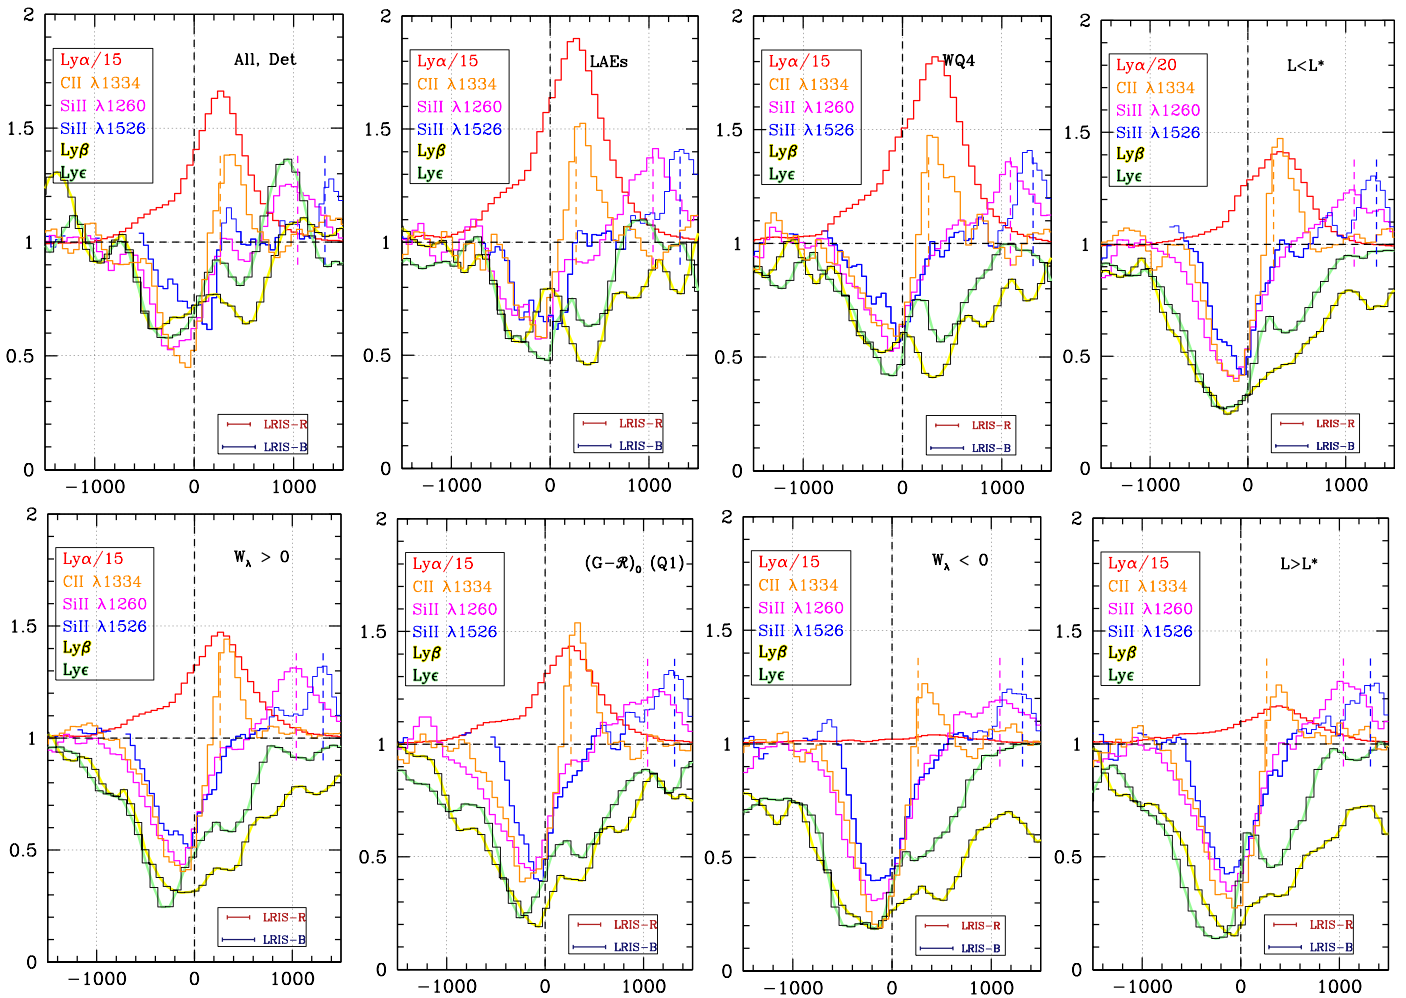 All, Det
Lyα/15
CII λ1334
SiII λ1260
SiII λ1526
Lyβ
Lyϵ
LRIS-R
LRIS-B
2
1.5
1
0.5
0
-1000 0 1000
LAEs
Lyα/15
CII λ1334
SiII λ1260
SiII λ1526
Lyβ
Lyϵ
LRIS-R
LRIS-B
2
1.5
1
0.5
0
-1000 0 1000
WQ4
Lyα/15
CII λ1334
SiII λ1260
SiII λ1526
Lyβ
Lyϵ
LRIS-R
LRIS-B
2
1.5
1
0.5
0
-1000 0 1000
L<L*
Lyα/20
CII λ1334
SiII λ1260
SiII λ1526
Lyβ
Lyϵ
LRIS-R
LRIS-B
2
1.5
1
0.5
0
-1000 0 1000
W_λ > 0
Lyα/15
CII λ1334
SiII λ1260
SiII λ1526
Lyβ
Lyϵ
LRIS-R
LRIS-B
2
1.5
1
0.5
0
-1000 0 1000
(G-ℛ)₀ (Q1)
Lyα/15
CII λ1334
SiII λ1260
SiII λ1526
Lyβ
Lyϵ
LRIS-R
LRIS-B
2
1.5
1
0.5
0
-1000 0 1000
W_λ < 0
Lyα/15
CII λ1334
SiII λ1260
SiII λ1526
Lyβ
Lyϵ
LRIS-R
LRIS-B
2
1.5
1
0.5
0
-1000 0 1000
L>L*
Lyα/15
CII λ1334
SiII λ1260
SiII λ1526
Lyβ
Lyϵ
LRIS-R
LRIS-B
2
1.5
1
0.5
0
-1000 0 1000